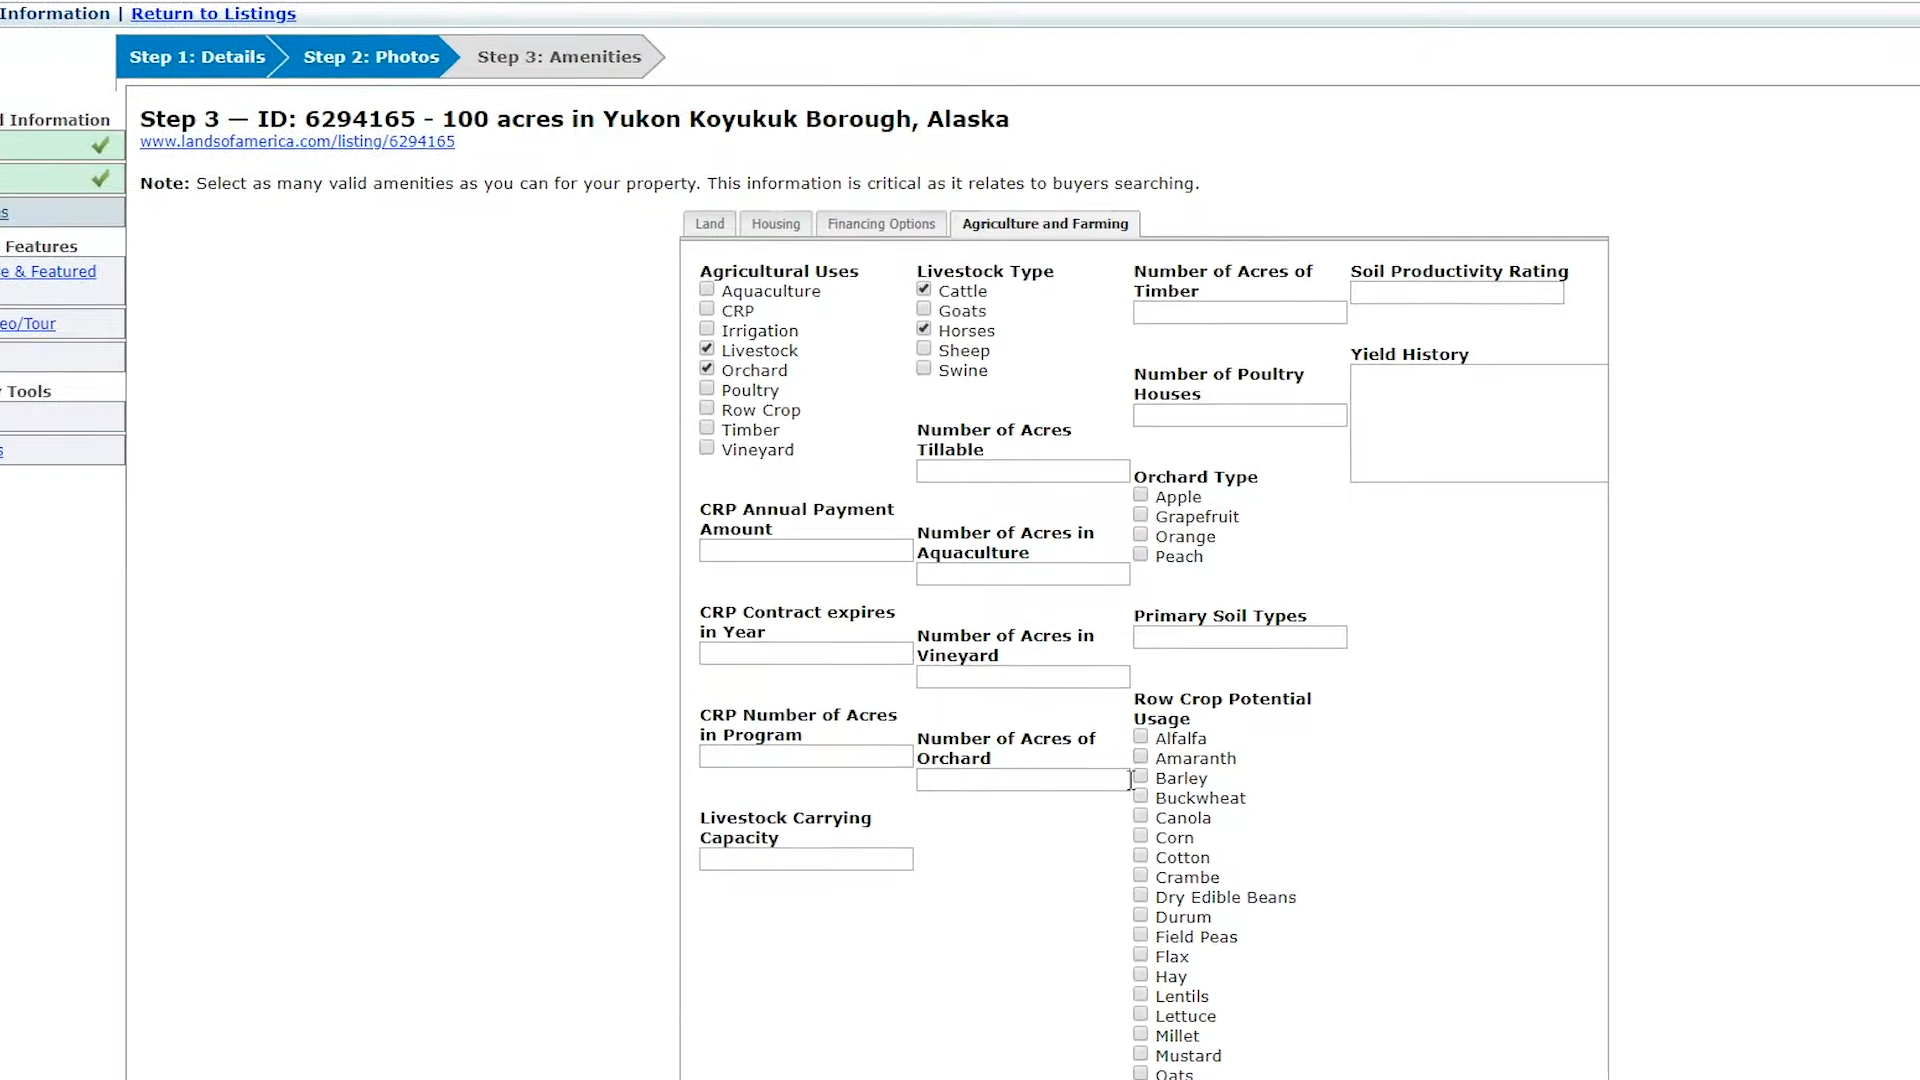 Information | Return to Listings
Step 1: Details
Step 2: Photos
Step 3: Amenities
Information
s
Features
e & Featured
eo/Tour
Tools
s
Step 3 — ID: 6294165 - 100 acres in Yukon Koyukuk Borough, Alaska
www.landsofamerica.com/listing/6294165
Note: Select as many valid amenities as you can for your property. This information is critical as it relates to buyers searching.
Land
Housing
Financing Options
Agriculture and Farming
Agricultural Uses
Aquaculture
CRP
Irrigation
Livestock
Orchard
Poultry
Row Crop
Timber
Vineyard
CRP Annual Payment
Amount
CRP Contract expires
in Year
CRP Number of Acres
in Program
Livestock Carrying
Capacity
Livestock Type
Cattle
Goats
Horses
Sheep
Swine
Number of Acres
Tillable
Number of Acres in
Aquaculture
Number of Acres in
Vineyard
Number of Acres of
Orchard
Number of Acres of
Timber
Number of Poultry
Houses
Orchard Type
Apple
Grapefruit
Orange
Peach
Primary Soil Types
Row Crop Potential
Usage
Alfalfa
Amaranth
Barley
Buckwheat
Canola
Corn
Cotton
Crambe
Dry Edible Beans
Durum
Field Peas
Flax
Hay
Lentils
Lettuce
Millet
Mustard
Oats
Soil Productivity Rating
Yield History